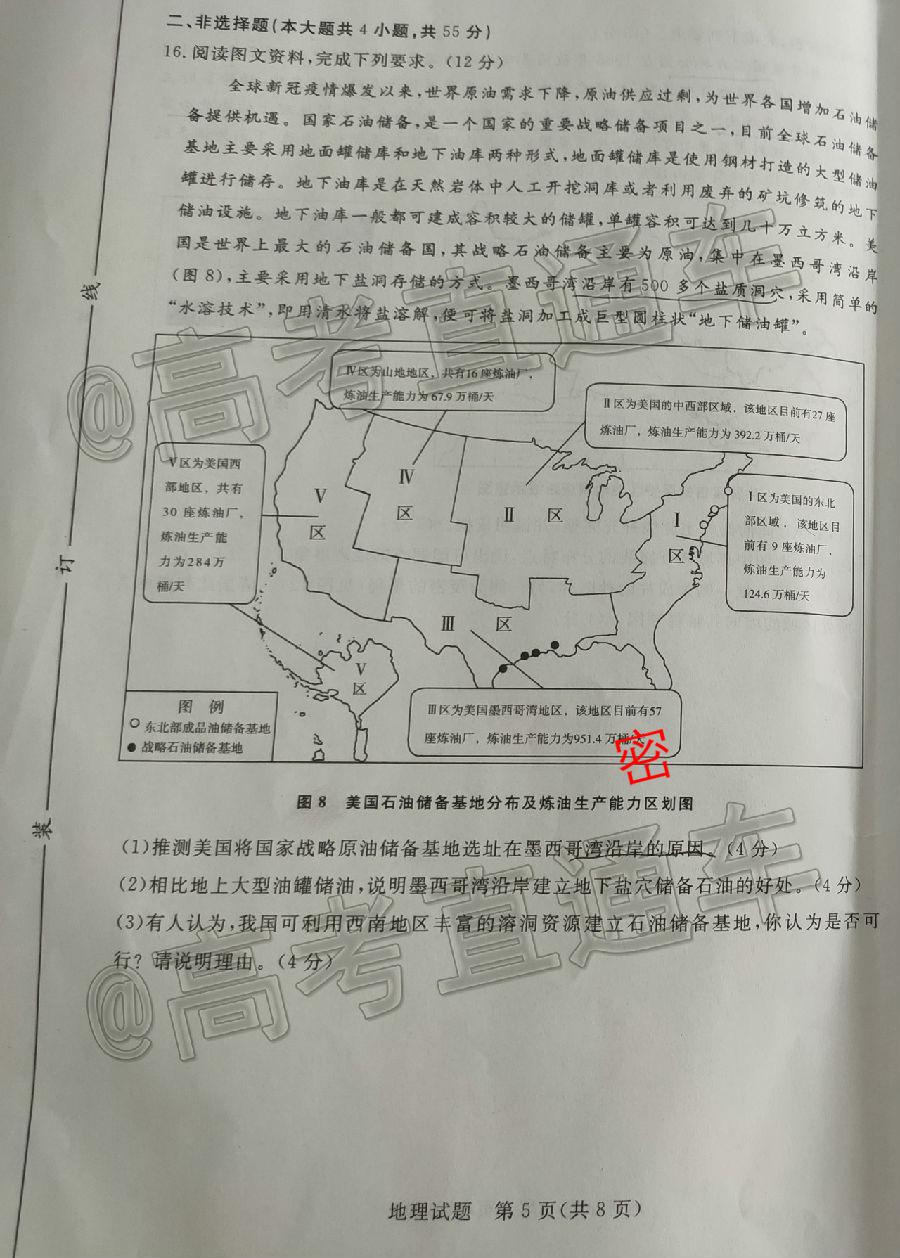 二、非选择题(本大题共4小题,共55分)
16.阅读图文资料,完成下列要求。(12分)
全球新冠疫情爆发以来,世界原油需求下降,原油供应过剩,为世界各国增加石油储
备提供机遇。国家石油储备,是一个国家的重要战略储备项目之一,目前全球石油储备
基地主要采用地面罐储库和地下油库两种形式,地面罐储库是使用钢材打造的大型储油
罐进行储存。地下油库是在天然岩体中人工开挖洞库或者利用废弃的矿坑修筑的地下
储油设施。地下油库一般都可建成容积较大的储罐,单罐容积可达到几十万立方米。美
国是世界上最大的石油储备国,其战略石油储备主要为原油,集中在墨西哥湾沿岸
(图8),主要采用地下盐洞存储的方式。墨西哥湾沿岸有500多个盐质洞穴,采用简单的
“水溶技术”,即用清水将盐溶解,便可将盐洞加工成巨型圆柱状“地下储油罐”。
Ⅳ区为山地地区,共有16座炼油厂,
炼油生产能力为67.9万桶/天
Ⅱ区为美国的中西部区域,该地区目前有27座
炼油厂,炼油生产能力为392.2万桶/天
Ⅴ区为美国西
部地区,共有
30座炼油厂,
炼油生产能
力为284万
桶/天
Ⅰ区为美国的东北
部区域,该地区目
前有9座炼油厂,
炼油生产能力为
124.6万桶/天
Ⅴ
区
Ⅳ
区
Ⅱ 区
Ⅰ
区
Ⅲ 区
Ⅴ
区
Ⅲ区为美国墨西哥湾地区,该地区目前有57
座炼油厂,炼油生产能力为951.4万桶/天
图 例
东北部成品油储备基地
战略石油储备基地
密
图8 美国石油储备基地分布及炼油生产能力区划图
(1)推测美国将国家战略原油储备基地选址在墨西哥湾沿岸的原因。(4分)
(2)相比地上大型油罐储油,说明墨西哥湾沿岸建立地下盐穴储备石油的好处。(4分)
(3)有人认为,我国可利用西南地区丰富的溶洞资源建立石油储备基地,你认为是否可
行?请说明理由。(4分)
地理试题 第5页(共8页)
线
订
装
@高考直通车
@高考直通车